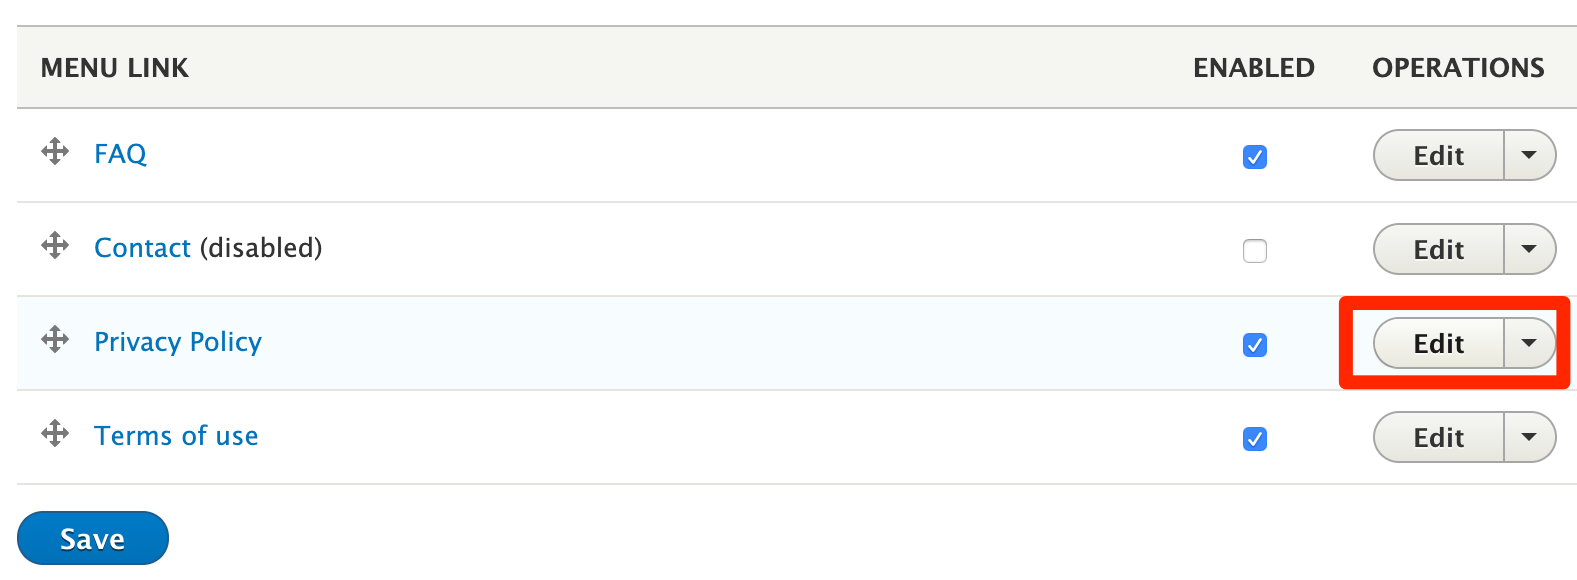 MENU LINK ENABLED OPERATIONS
FAQ Edit
Contact (disabled) Edit
Privacy Policy Edit
Terms of use Edit
Save